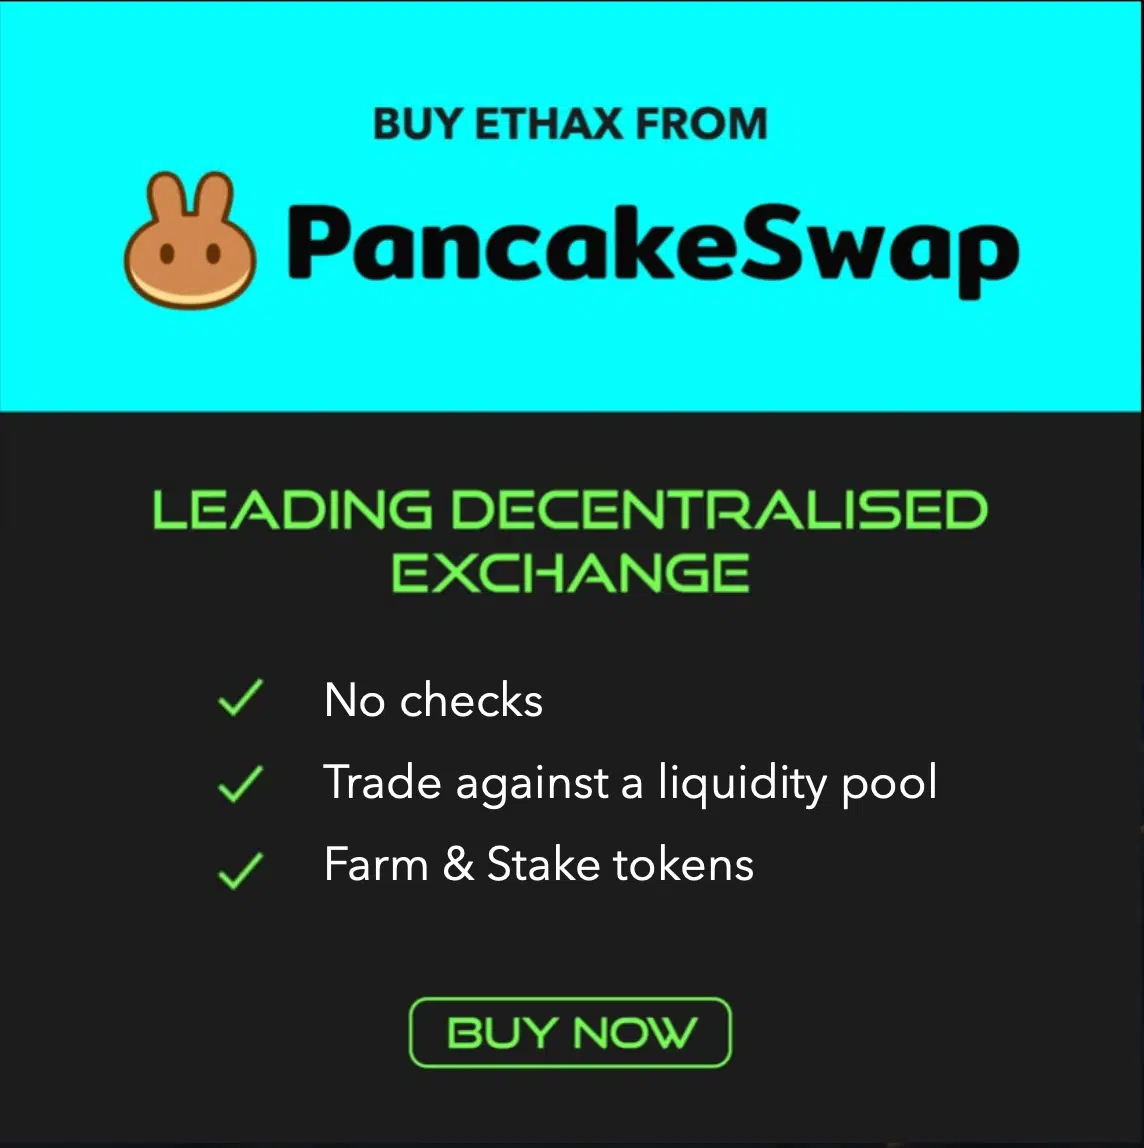 BUY ETHAX FROM
PancakeSwap
LEADING DECENTRALISED
EXCHANGE
No checks
Trade against a liquidity pool
Farm & Stake tokens
BUY NOW